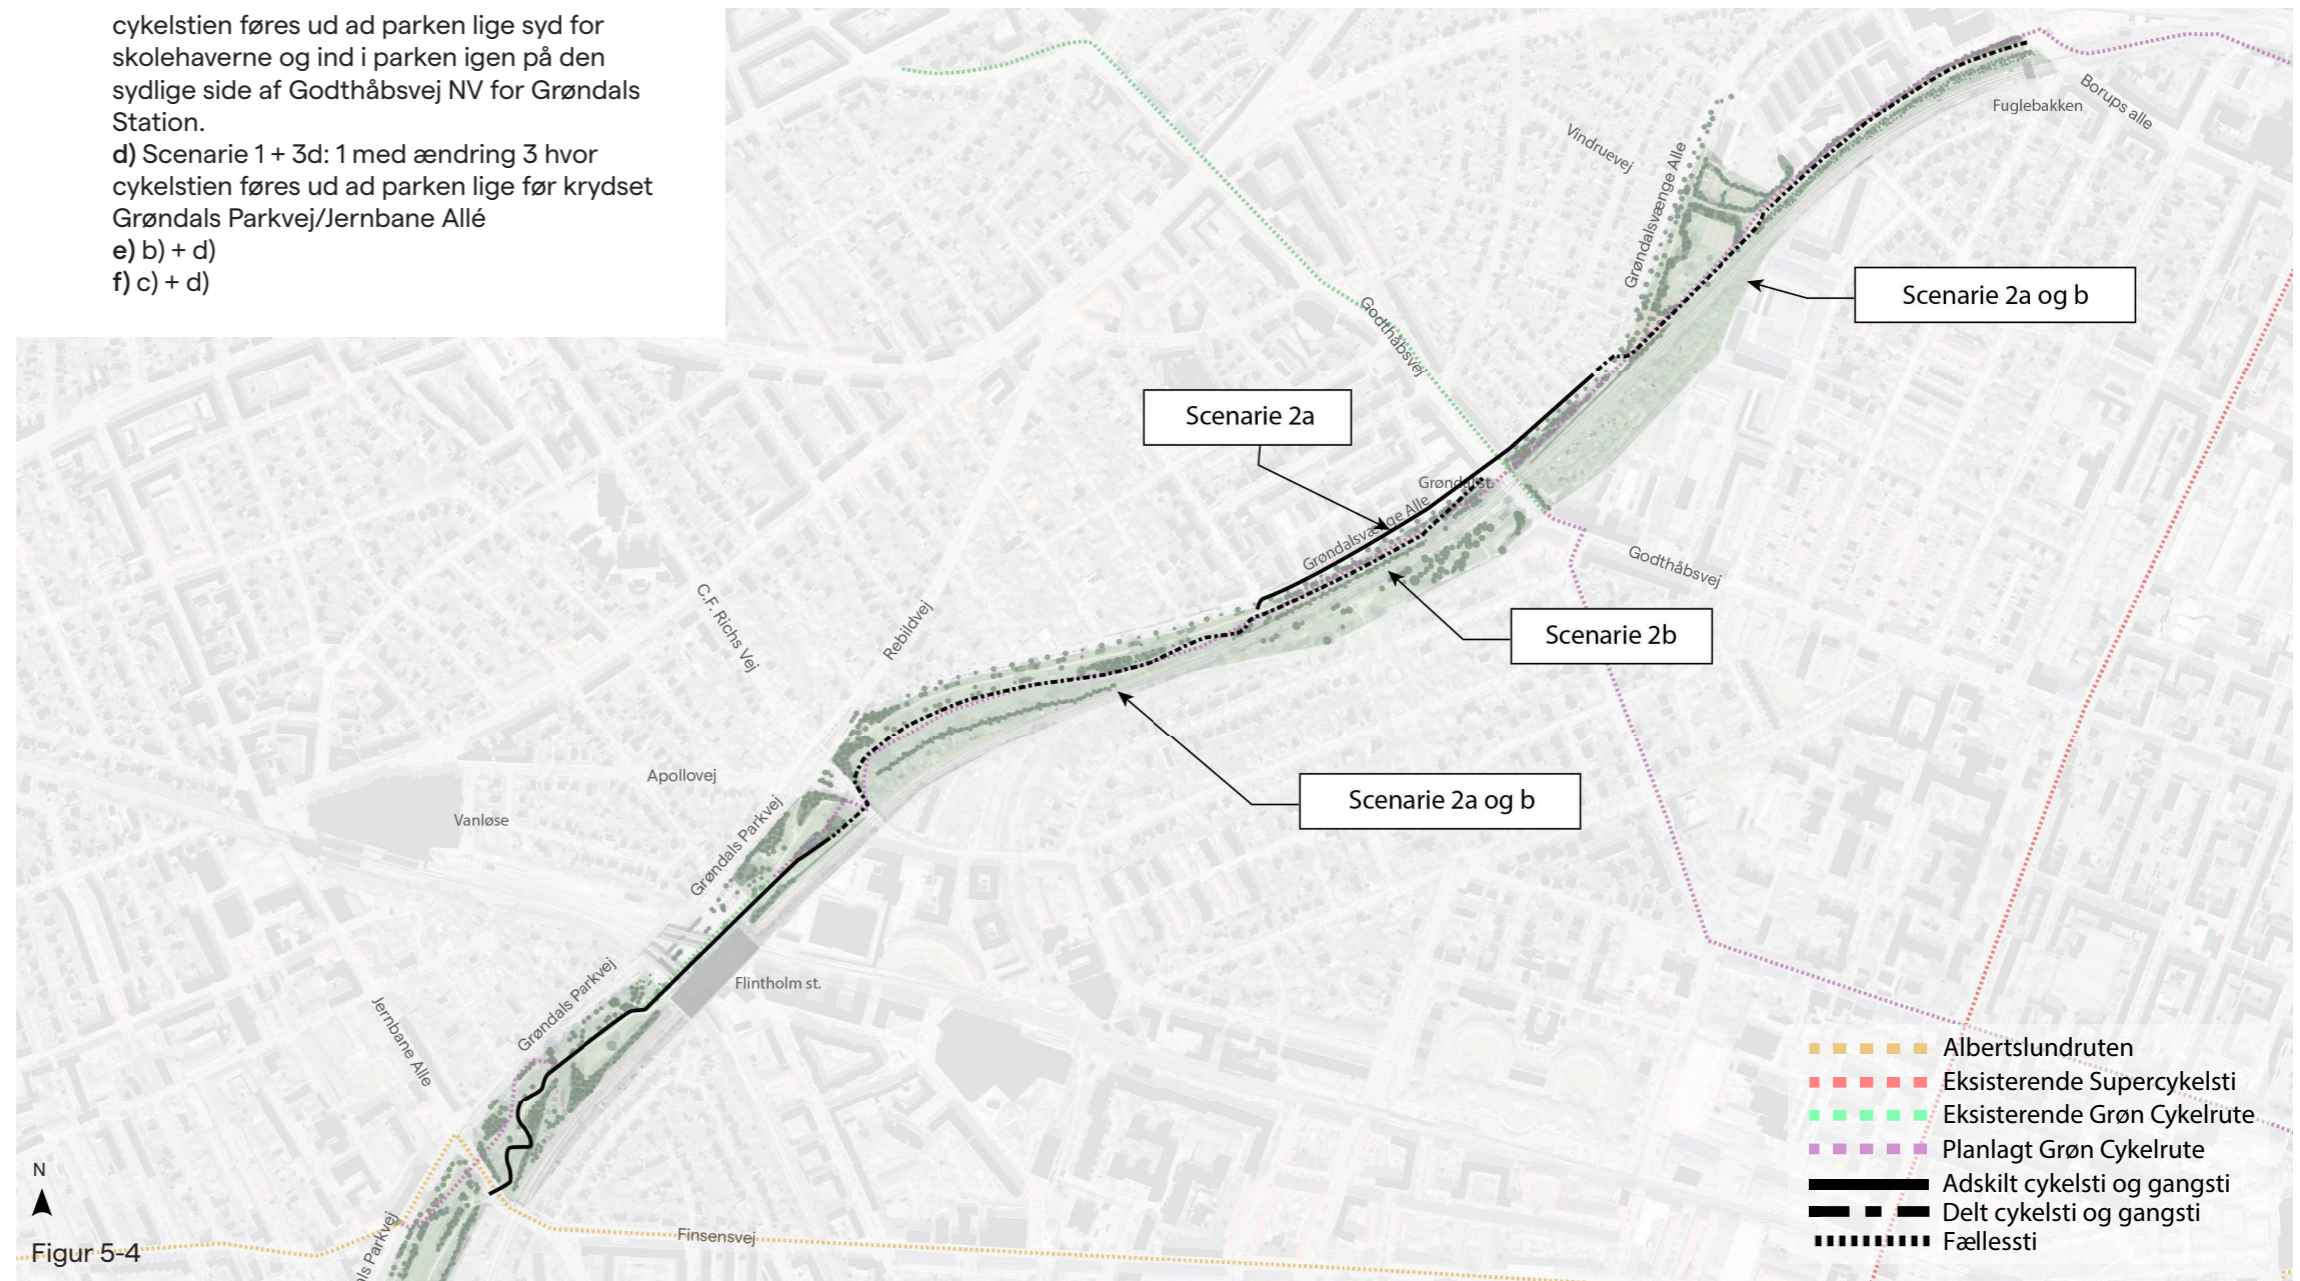 cykelstien føres ud ad parken lige syd for
skolehaverne og ind i parken igen på den
sydlige side af Godthåbsvej NV for Grøndals
Station.
d) Scenarie 1 + 3d: 1 med ændring 3 hvor
cykelstien føres ud ad parken lige før krydset
Grøndals Parkvej/Jernbane Allé
e) b) + d)
f) c) + d)
Borups alle
Fuglebakken
Vindruevej
Grøndalsvænge Alle
Scenarie 2a og b
Godthåbsvej
Scenarie 2a
Grøndal st.
Grøndalsvænge Alle
Godthåbsvej
Scenarie 2b
C.F. Richs Vej
Rebildvej
Apollovej
Scenarie 2a og b
Vanløse
Grøndals Parkvej
Flintholm st.
Grøndals Parkvej
Jernbane Alle
Albertslundruten
Eksisterende Supercykelsti
Eksisterende Grøn Cykelrute
Planlagt Grøn Cykelrute
Adskilt cykelsti og gangsti
Delt cykelsti og gangsti
Fællessti
N
Finsensvej
als Parkvej
Figur 5-4